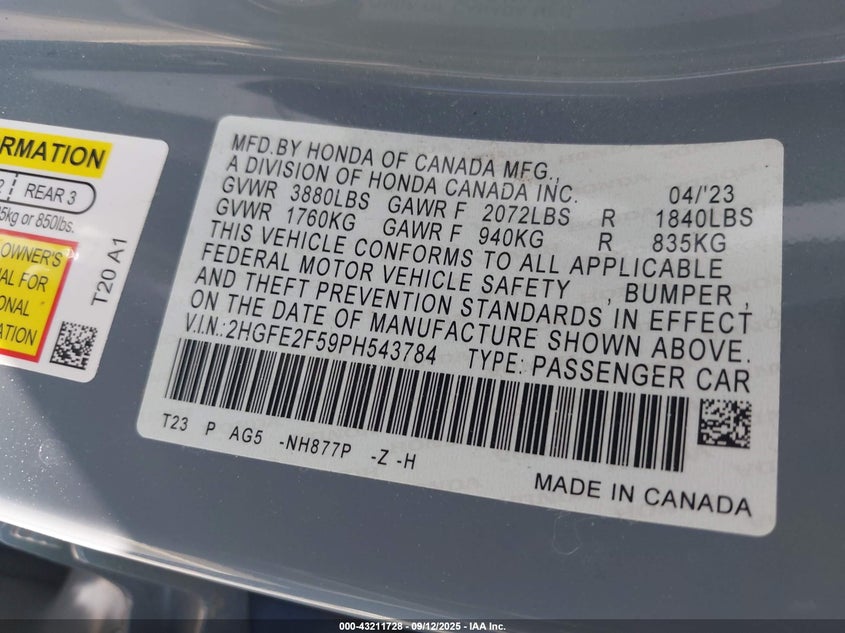 RMATION
2 REAR 3
5kg or 850lbs.
OWNER'S
AL FOR
ONAL
ATION
T20 A1
MFD.BY HONDA OF CANADA MFG.,
A DIVISION OF HONDA CANADA INC. 04/'23
GVWR 3880LBS GAWR F 2072LBS R 1840LBS
GVWR 1760KG GAWR F 940KG R 835KG
THIS VEHICLE CONFORMS TO ALL APPLICABLE
FEDERAL MOTOR VEHICLE SAFETY , BUMPER ,
AND THEFT PREVENTION STANDARDS IN EFFECT
ON THE DATE OF MANUFACTURE SHOWN ABOVE.
V.I.N.:2HGFE2F59PH543784 TYPE: PASSENGER CAR
T23 P AG5 -NH877P -Z -H
MADE IN CANADA
000-43211728 - 09/12/2025 - IAA Inc.